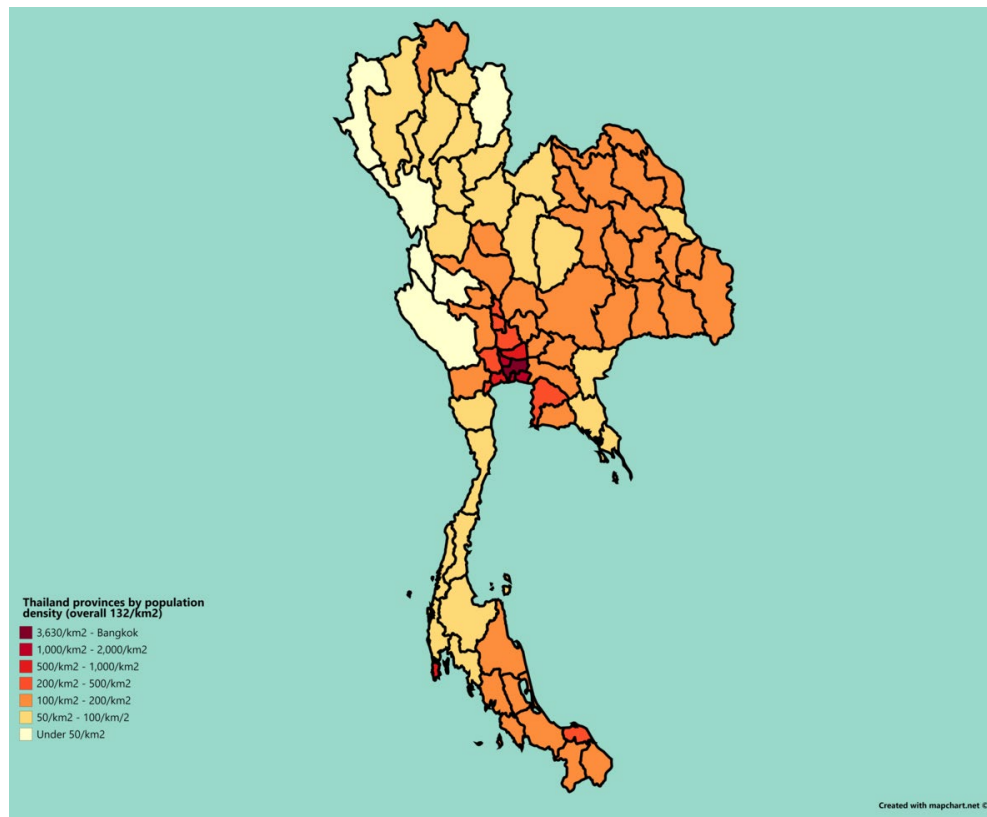 Thailand provinces by population
density (overall 132/km2)
3,630/km2 - Bangkok
1,000/km2 - 2,000/km2
500/km2 - 1,000/km2
200/km2 - 500/km2
100/km2 - 200/km2
50/km2 - 100/km/2
Under 50/km2
Created with mapchart.net ©